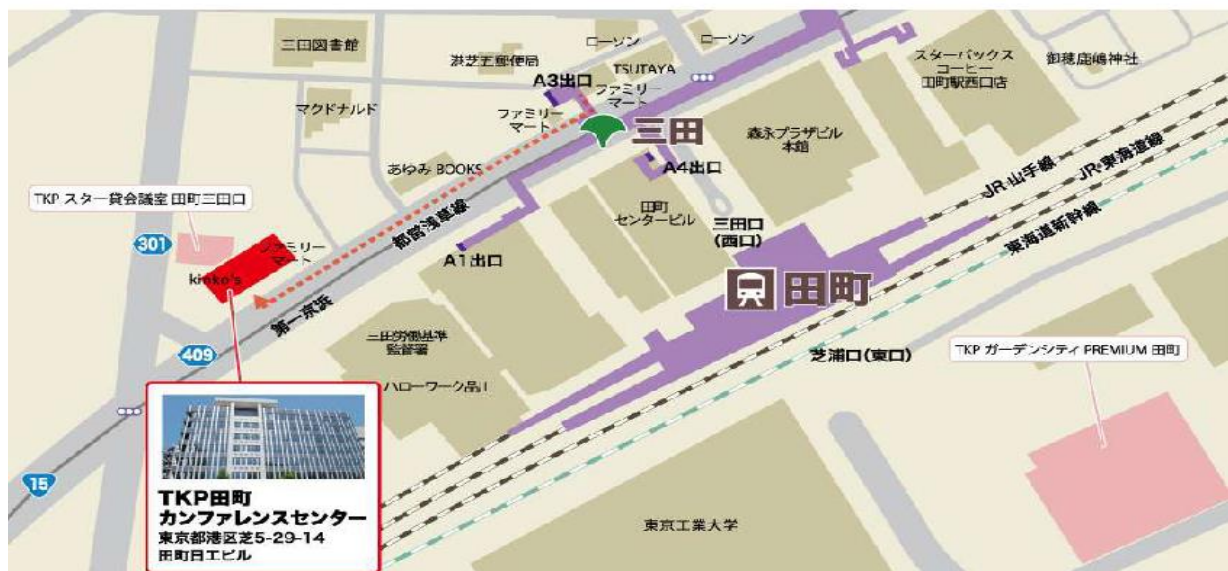 三田図書館
港芝五郵便局
ローソン
ローソン
TSUTAYA
A3出口
ファミリー
マート
ファミリー
マート
マクドナルド
三田
あゆみ BOOKS
A4出口
森永プラザビル
本館
スターバックス
コーヒー
田町駅西口店
御穂鹿嶋神社
TKP スター貸会議室 田町三田口
301
ファミリー
マート
kinko's
都営浅草線
A1出口
田町
センタービル
三田口
(西口)
JR・山手線
JR・東海道線
東海道新幹線
田町
第一京浜
409
三田労働基準
監督署
ハローワーク品川
芝浦口(東口)
TKP ガーデンシティ PREMIUM 田町
15
TKP田町
カンファレンスセンター
東京都港区芝5-29-14
田町日工ビル
東京工業大学